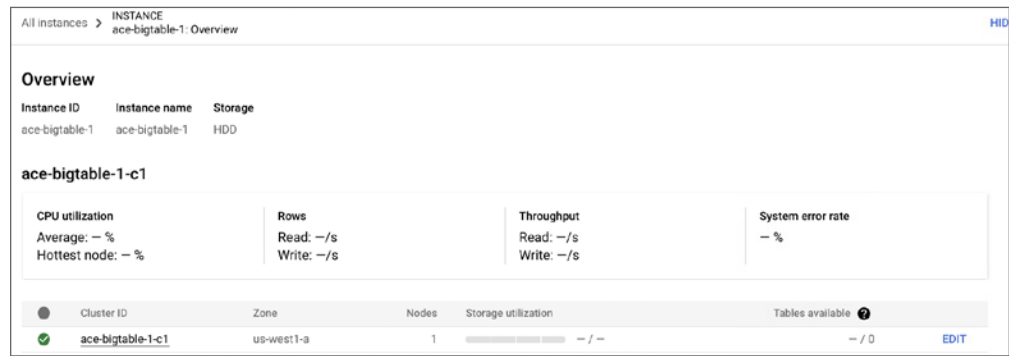 All instances > INSTANCE
ace-bigtable-1: Overview
HID
Overview
Instance ID Instance name Storage
ace-bigtable-1 ace-bigtable-1 HDD
ace-bigtable-1-c1
CPU utilization Rows Throughput System error rate
Average: — % Read: —/s Read: —/s — %
Hottest node: — % Write: —/s Write: —/s
Cluster ID Zone Nodes Storage utilization Tables available ?
ace-bigtable-1-c1 us-west1-a 1 — / — — / 0 EDIT